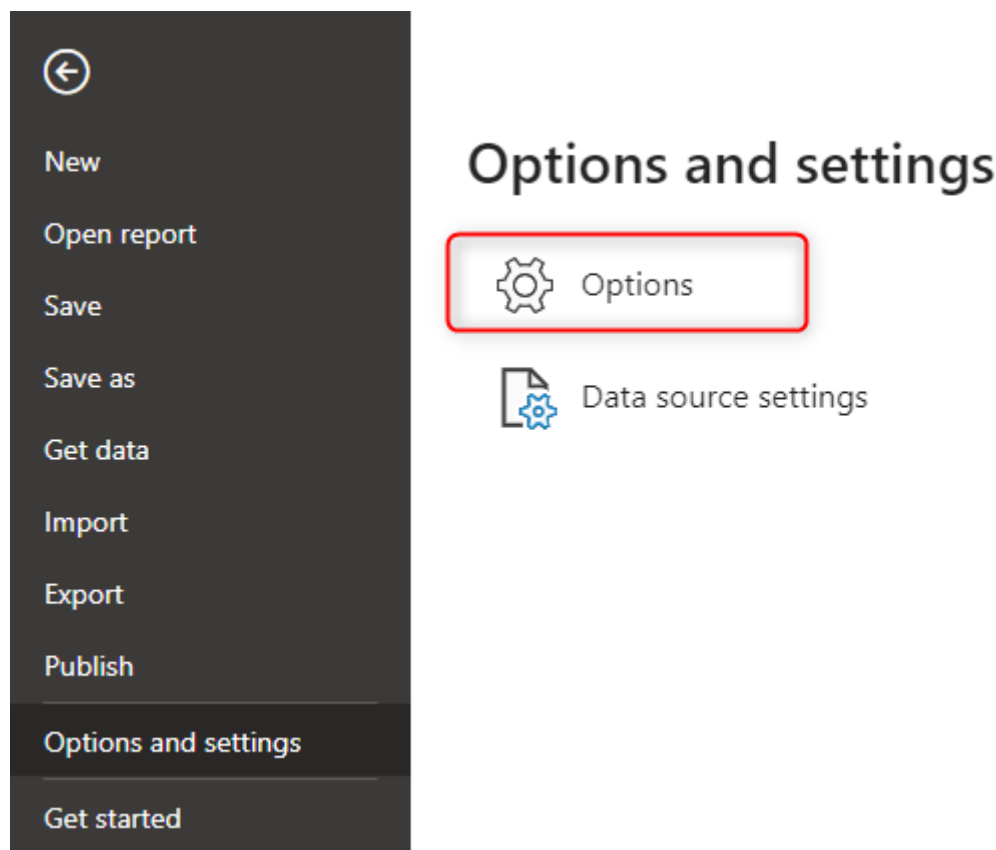 New
Open report
Save
Save as
Get data
Import
Export
Publish
Options and settings
Get started
Options and settings
Options
Data source settings